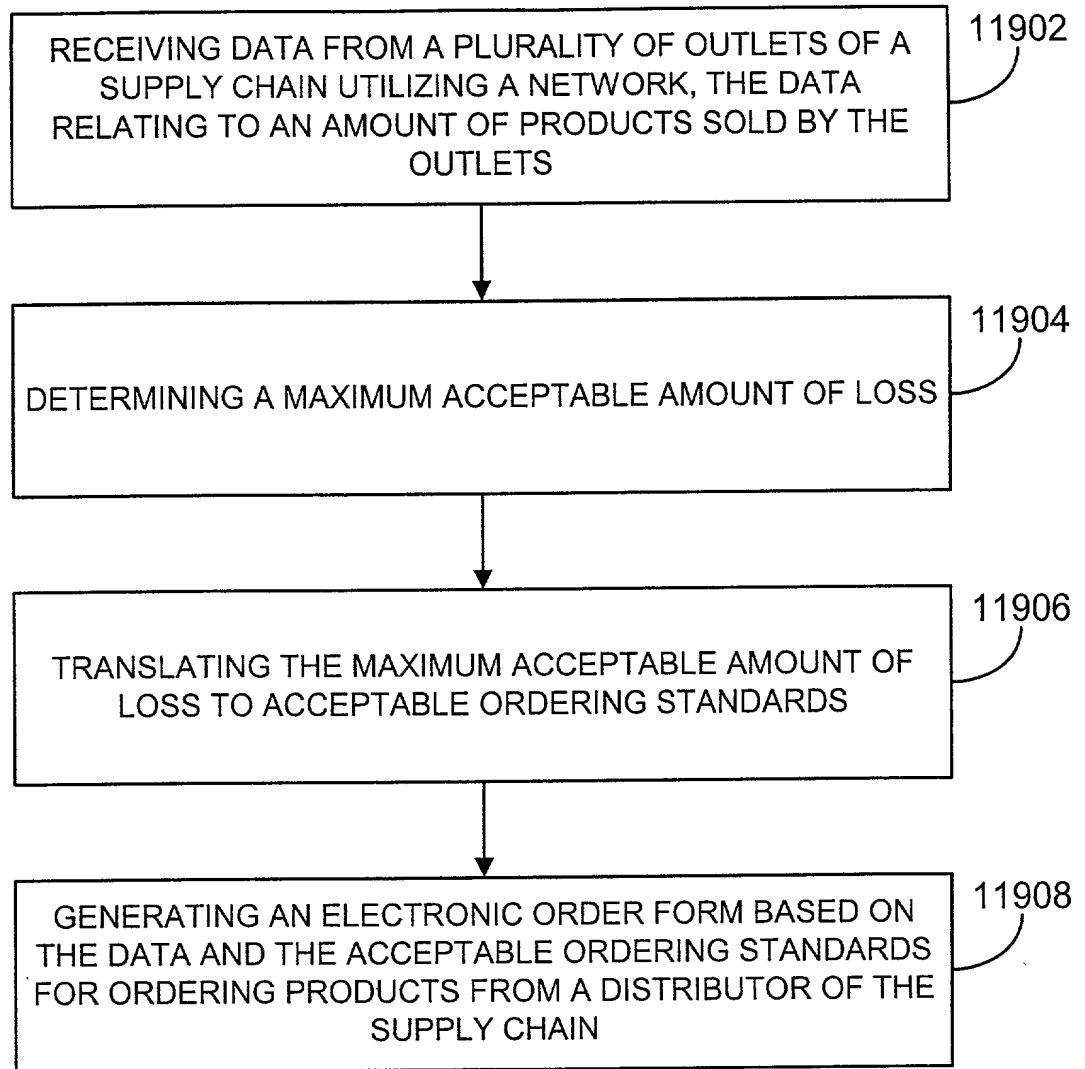 RECEIVING DATA FROM A PLURALITY OF OUTLETS OF A
SUPPLY CHAIN UTILIZING A NETWORK, THE DATA
RELATING TO AN AMOUNT OF PRODUCTS SOLD BY THE
OUTLETS
11902
DETERMINING A MAXIMUM ACCEPTABLE AMOUNT OF LOSS
11904
TRANSLATING THE MAXIMUM ACCEPTABLE AMOUNT OF
LOSS TO ACCEPTABLE ORDERING STANDARDS
11906
GENERATING AN ELECTRONIC ORDER FORM BASED ON
THE DATA AND THE ACCEPTABLE ORDERING STANDARDS
FOR ORDERING PRODUCTS FROM A DISTRIBUTOR OF THE
SUPPLY CHAIN
11908